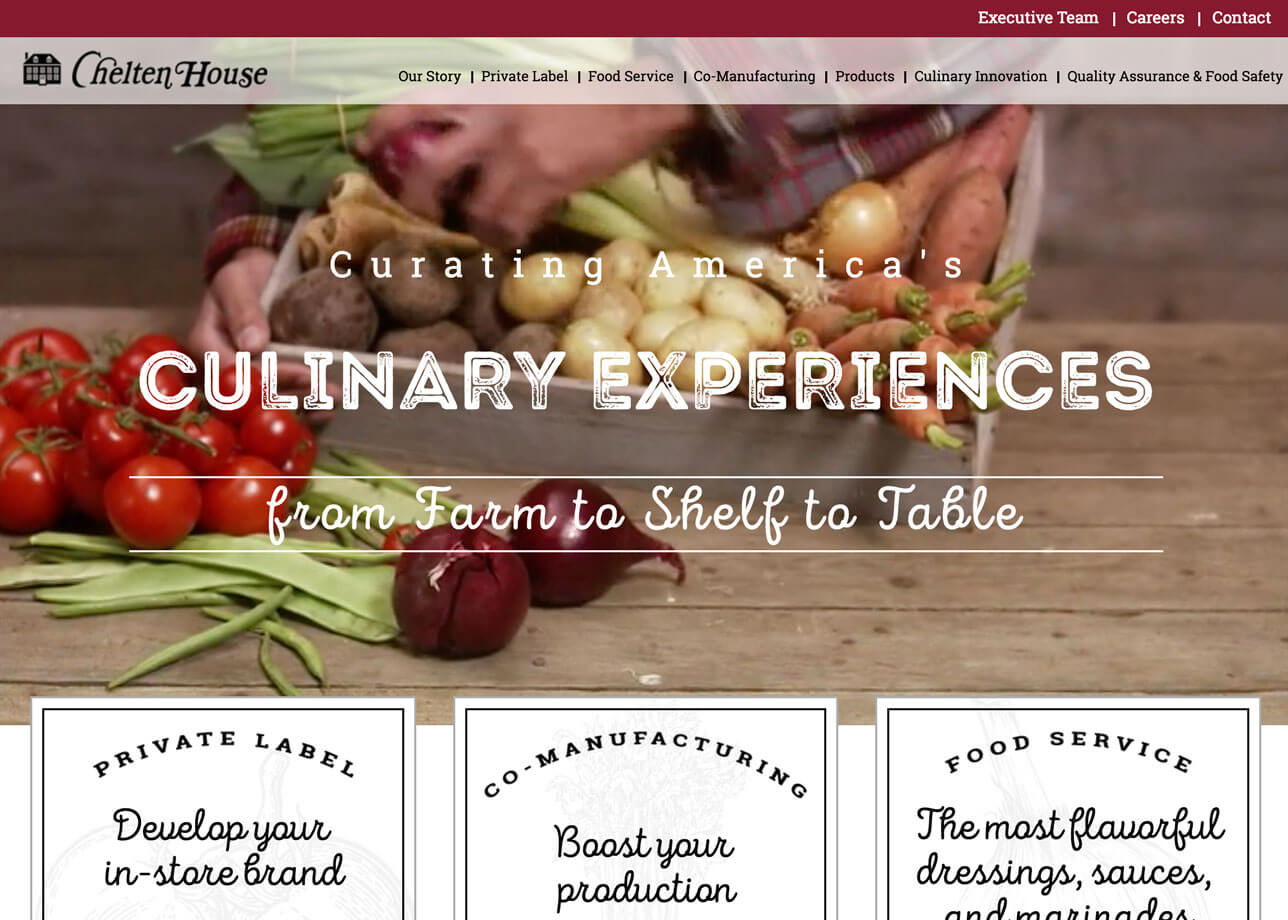 Executive Team | Careers | Contact
Chelten House
Our Story | Private Label | Food Service | Co-Manufacturing | Products | Culinary Innovation | Quality Assurance & Food Safety
Curating America's
CULINARY EXPERIENCES
from Farm to Shelf to Table
PRIVATE LABEL
Develop your
in-store brand
CO-MANUFACTURING
Boost your
production
FOOD SERVICE
The most flavorful
dressings, sauces,
and marinades